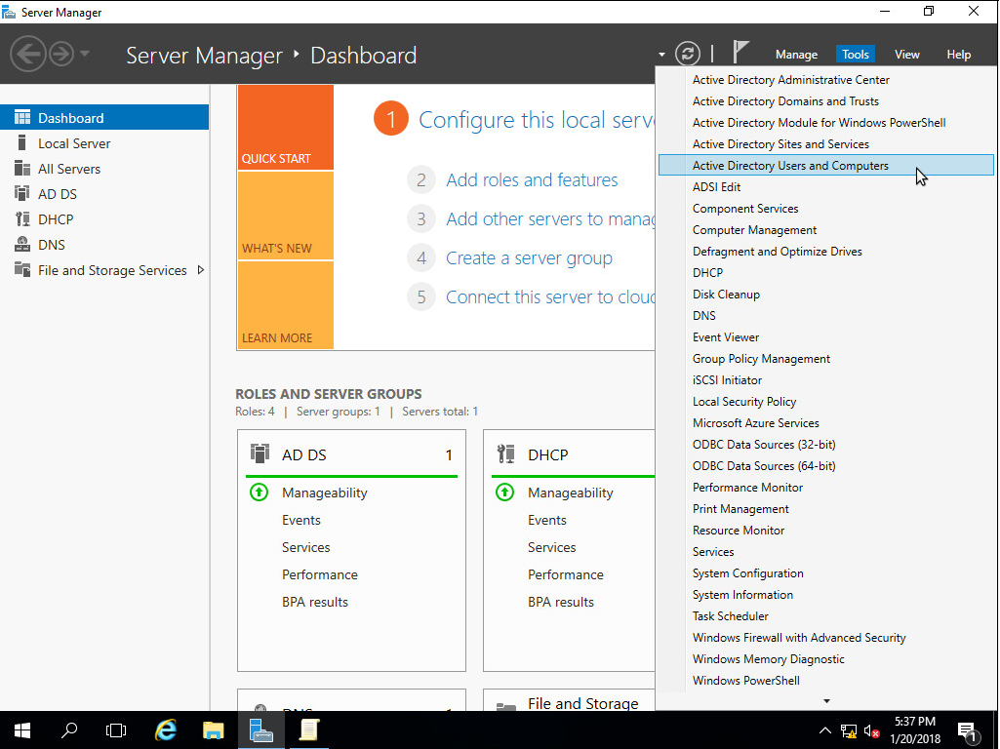 Server Manager
Server Manager ‣ Dashboard
Manage Tools View Help
Dashboard
Local Server
All Servers
AD DS
DHCP
DNS
File and Storage Services
QUICK START
WHAT'S NEW
LEARN MORE
1 Configure this local serve
2 Add roles and features
3 Add other servers to manag
4 Create a server group
5 Connect this server to cloud
ROLES AND SERVER GROUPS
Roles: 4 | Server groups: 1 | Servers total: 1
AD DS 1
Manageability
Events
Services
Performance
BPA results
DHCP
Manageability
Events
Services
Performance
BPA results
DNS 1
File and Storage
Active Directory Administrative Center
Active Directory Domains and Trusts
Active Directory Module for Windows PowerShell
Active Directory Sites and Services
Active Directory Users and Computers
ADSI Edit
Component Services
Computer Management
Defragment and Optimize Drives
DHCP
Disk Cleanup
DNS
Event Viewer
Group Policy Management
iSCSI Initiator
Local Security Policy
Microsoft Azure Services
ODBC Data Sources (32-bit)
ODBC Data Sources (64-bit)
Performance Monitor
Print Management
Resource Monitor
Services
System Configuration
System Information
Task Scheduler
Windows Firewall with Advanced Security
Windows Memory Diagnostic
Windows PowerShell
5:37 PM
1/20/2018
1